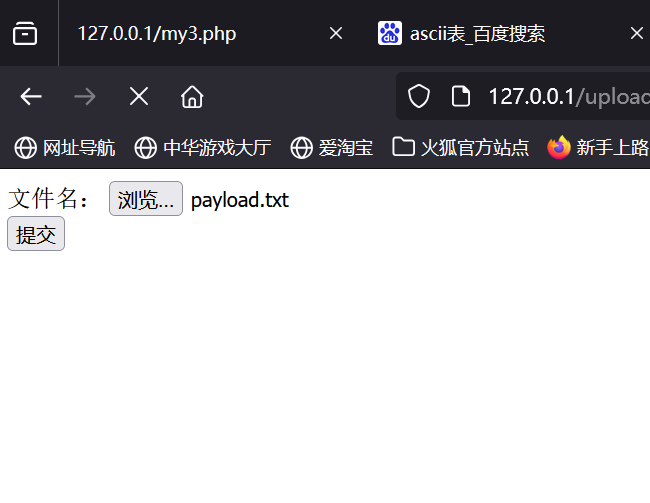 127.0.0.1/my3.php
du ascii表_百度搜索
127.0.0.1/upload
网址导航 中华游戏大厅 爱淘宝 火狐官方站点 新手上路
文件名： 浏览… payload.txt
提交